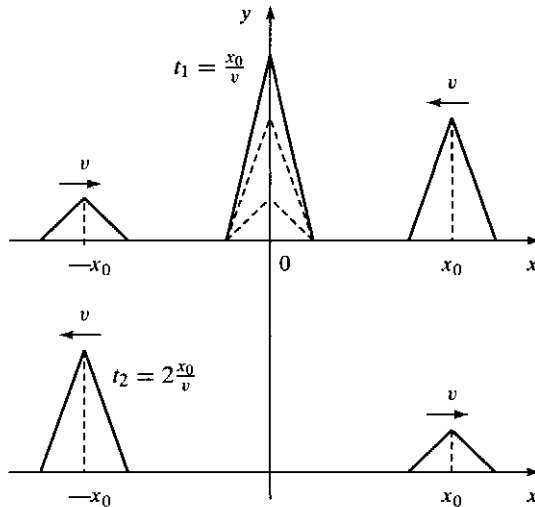 y
t₁ = x₀/v
v
v
—x₀
0
x₀
x
v
t₂ = 2 x₀/v
v
—x₀
x₀
x